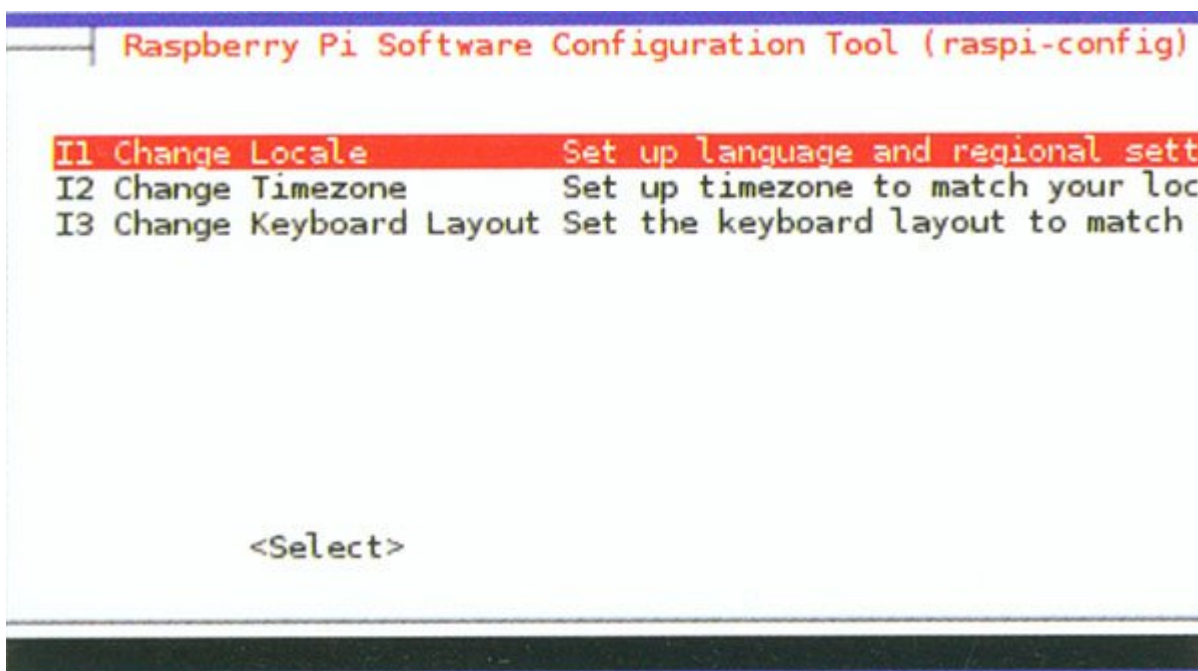 Raspberry Pi Software Configuration Tool (raspi-config)
I1 Change Locale Set up language and regional sett
I2 Change Timezone Set up timezone to match your loc
I3 Change Keyboard Layout Set the keyboard layout to match
<Select>